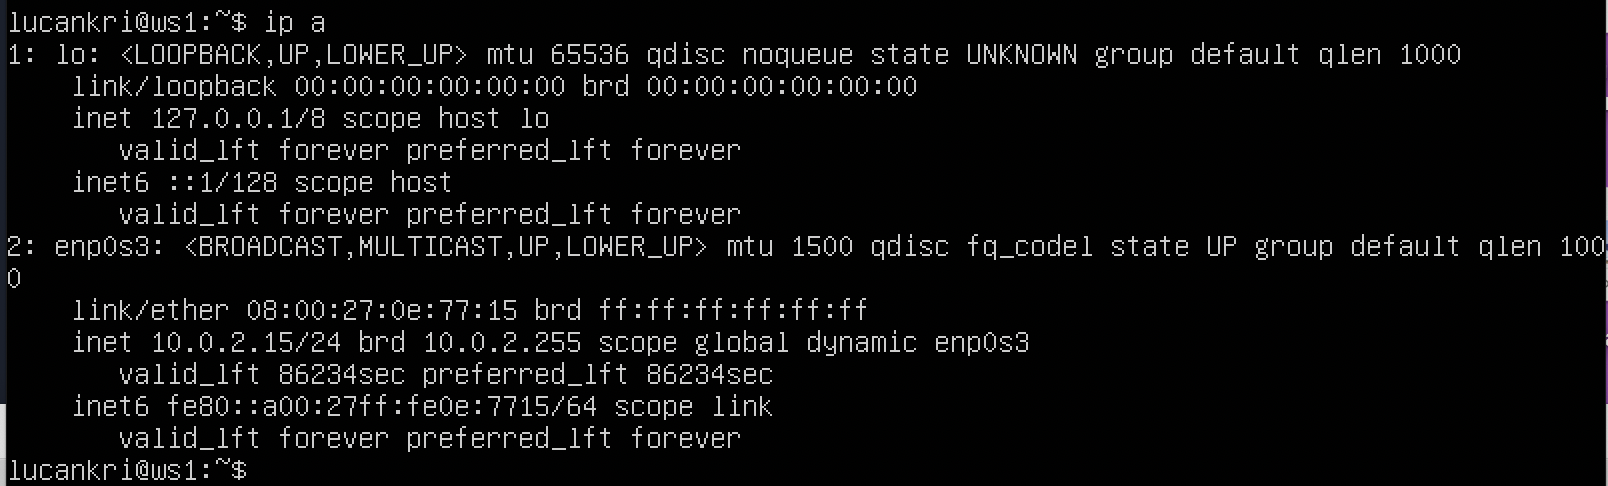 lucankri@ws1:~$ ip a
1: lo: <LOOPBACK,UP,LOWER_UP> mtu 65536 qdisc noqueue state UNKNOWN group default qlen 1000
    link/loopback 00:00:00:00:00:00 brd 00:00:00:00:00:00
    inet 127.0.0.1/8 scope host lo
       valid_lft forever preferred_lft forever
    inet6 ::1/128 scope host
       valid_lft forever preferred_lft forever
2: enp0s3: <BROADCAST,MULTICAST,UP,LOWER_UP> mtu 1500 qdisc fq_codel state UP group default qlen 100
0
    link/ether 08:00:27:0e:77:15 brd ff:ff:ff:ff:ff:ff
    inet 10.0.2.15/24 brd 10.0.2.255 scope global dynamic enp0s3
       valid_lft 86234sec preferred_lft 86234sec
    inet6 fe80::a00:27ff:fe0e:7715/64 scope link
       valid_lft forever preferred_lft forever
lucankri@ws1:~$